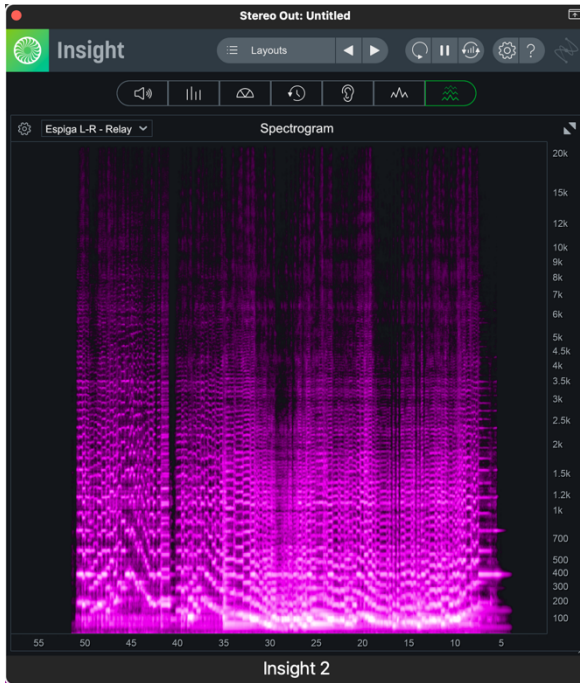 Stereo Out: Untitled
Insight
Layouts
?
Espiga L-R - Relay
Spectrogram
20k
15k
12k
10k
9k
8k
7k
6k
5k
4.5k
4k
3.5k
3k
2.5k
2k
1.5k
1.2k
1k
700
500
400
300
200
100
55 50 45 40 35 30 25 20 15 10 5
Insight 2